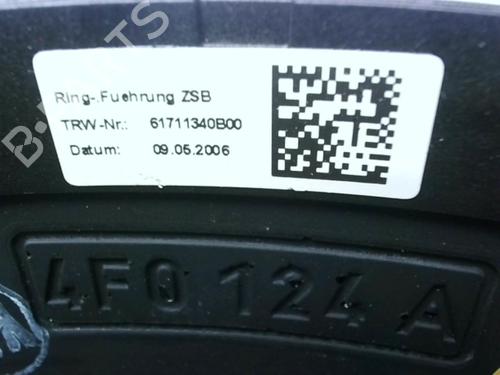 Ring-.Fuehrung ZSB
TRW-Nr.: 61711340B00
Datum: 09.05.2006
4F0 124 A